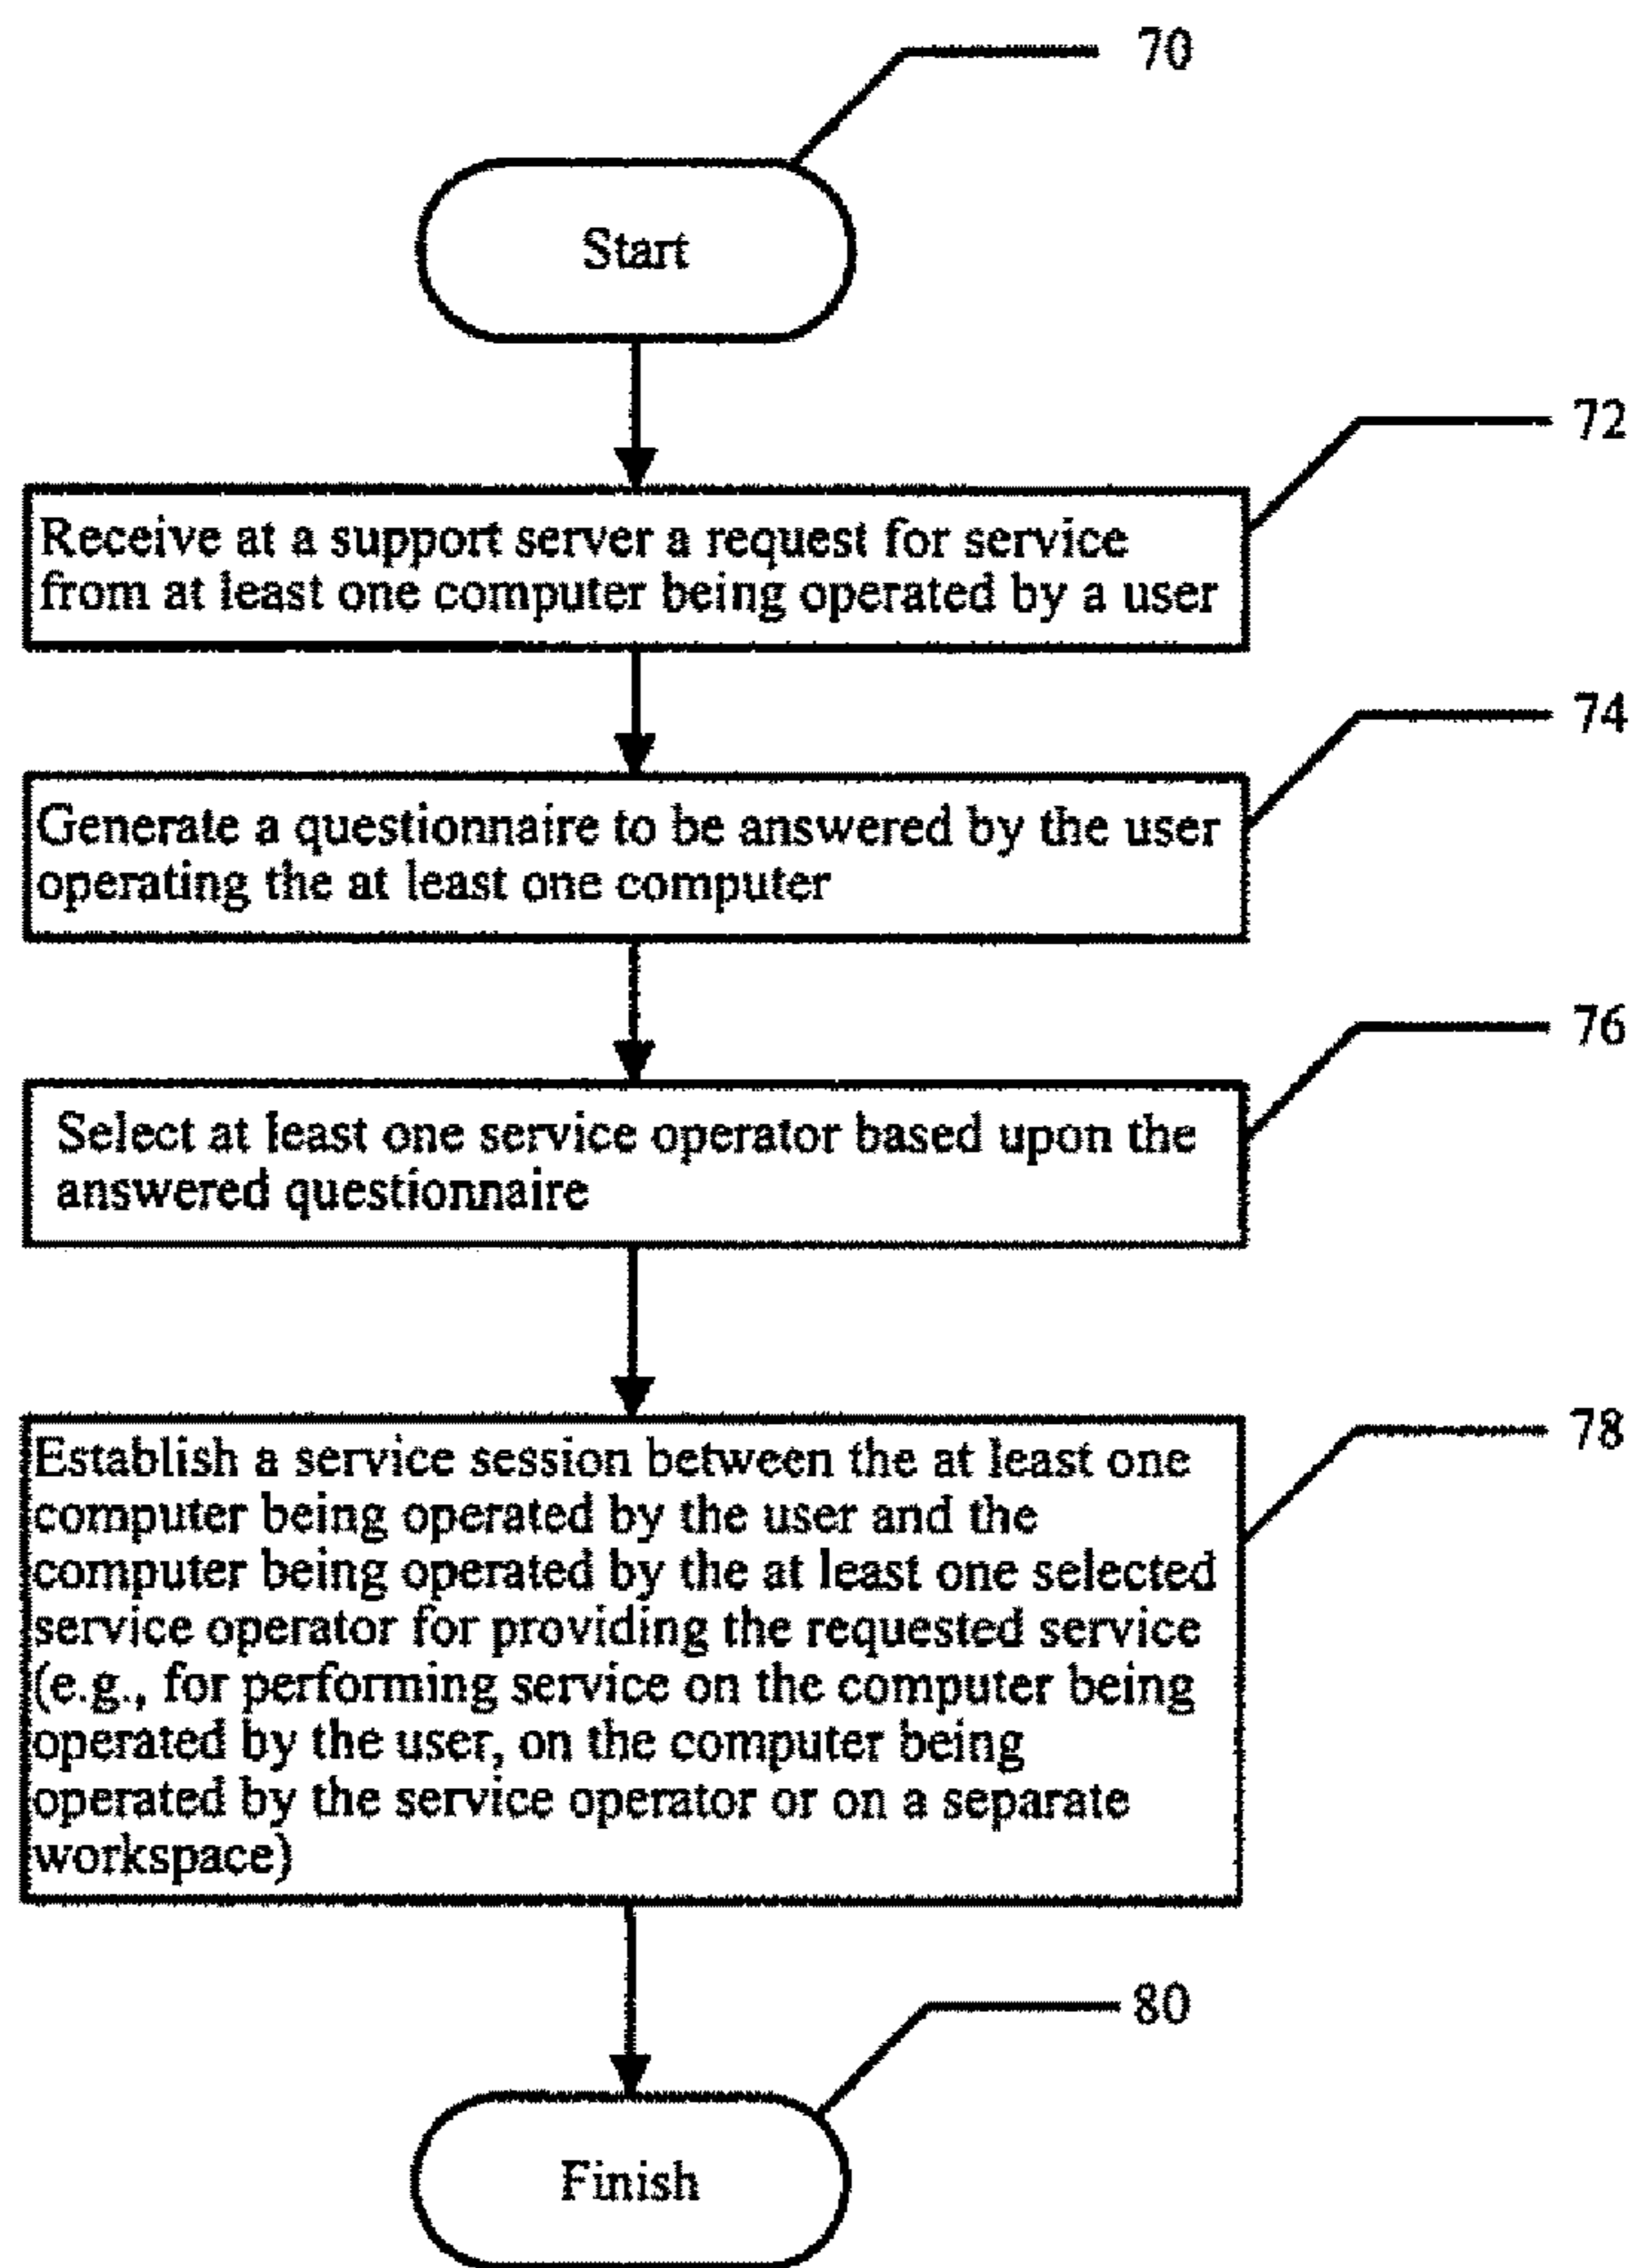 70
Start
72
Receive at a support server a request for service
from at least one computer being operated by a user
74
Generate a questionnaire to be answered by the user
operating the at least one computer
76
Select at least one service operator based upon the
answered questionnaire
78
Establish a service session between the at least one
computer being operated by the user and the
computer being operated by the at least one selected
service operator for providing the requested service
(e.g., for performing service on the computer being
operated by the user, on the computer being
operated by the service operator or on a separate
workspace)
80
Finish